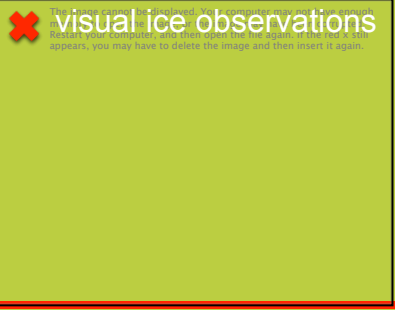 visual ice observations
The image cannot be displayed. Your computer may not have enough
Restart your computer, and then open the file again. If the red x still
appears, you may have to delete the image and then insert it again.